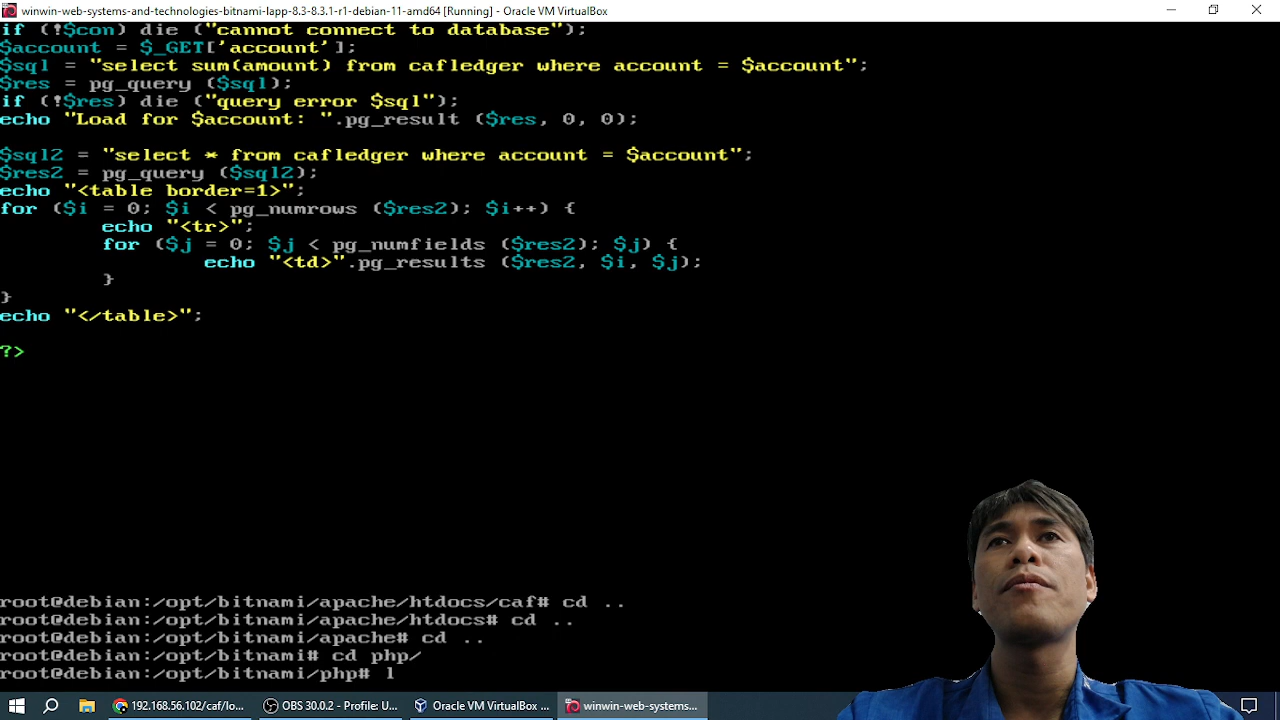 winwin-web-systems-and-technologies-bitnami-lapp-8.3-8.3.1-r1-debian-11-amd64 [Running] - Oracle VM VirtualBox
if (!$con) die ("cannot connect to database");
$account = $_GET['account'];
$sql = "select sum(amount) from cafledger where account = $account";
$res = pg_query ($sql);
if (!$res) die ("query error $sql");
echo "Load for $account: ".pg_result ($res, 0, 0);
$sql2 = "select * from cafledger where account = $account";
$res2 = pg_query ($sql2);
echo "<table border=1>";
for ($i = 0; $i < pg_numrows ($res2); $i++) {
echo "<tr>";
for ($j = 0; $j < pg_numfields ($res2); $j) {
echo "<td>".pg_results ($res2, $i, $j);
}
}
echo "</table>";
?>
root@debian:/opt/bitnami/apache/htdocs/caf# cd ..
root@debian:/opt/bitnami/apache/htdocs# cd ..
root@debian:/opt/bitnami/apache# cd ..
root@debian:/opt/bitnami# cd php/
root@debian:/opt/bitnami/php# l
192.168.56.102/caf/lo... OBS 30.0.2 - Profile: U... Oracle VM VirtualBox ... winwin-web-systems...